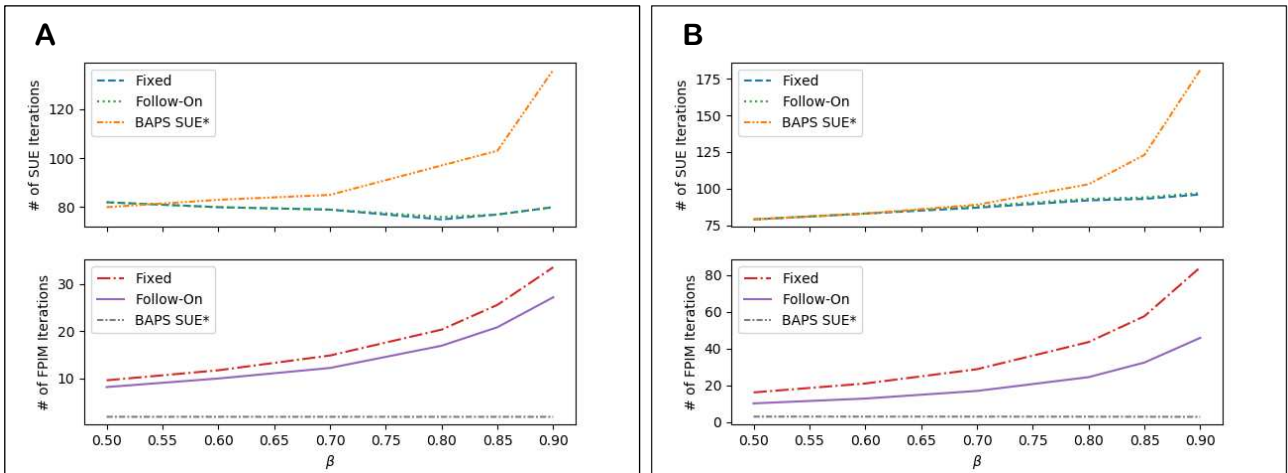 A
# of SUE Iterations
120
100
80
Fixed
Follow-On
BAPS SUE*
# of FPIM Iterations
30
20
10
Fixed
Follow-On
BAPS SUE*
0.50 0.55 0.60 0.65 0.70 0.75 0.80 0.85 0.90
β
B
# of SUE Iterations
175
150
125
100
75
Fixed
Follow-On
BAPS SUE*
# of FPIM Iterations
80
60
40
20
0
Fixed
Follow-On
BAPS SUE*
0.50 0.55 0.60 0.65 0.70 0.75 0.80 0.85 0.90
β